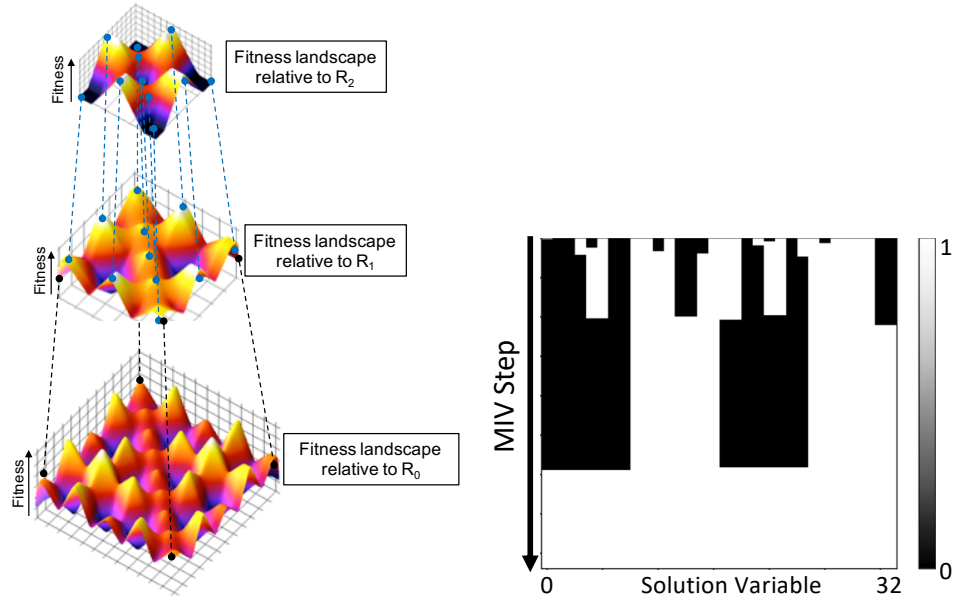 Fitness
Fitness landscape
relative to R₂
Fitness
Fitness landscape
relative to R₁
Fitness
Fitness landscape
relative to R₀
MIV Step
0
Solution Variable
32
1
0